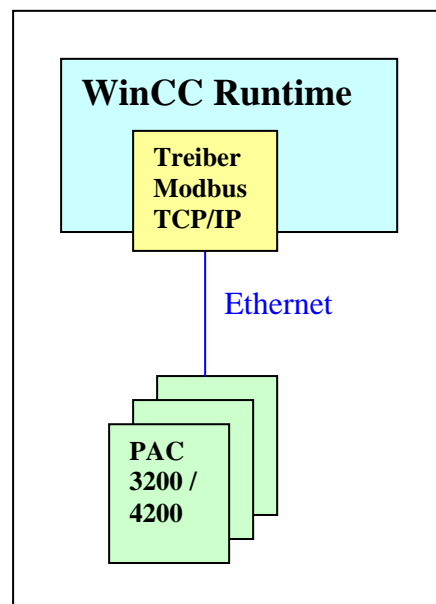 WinCC Runtime
Treiber
Modbus
TCP/IP
Ethernet
PAC
3200 /
4200